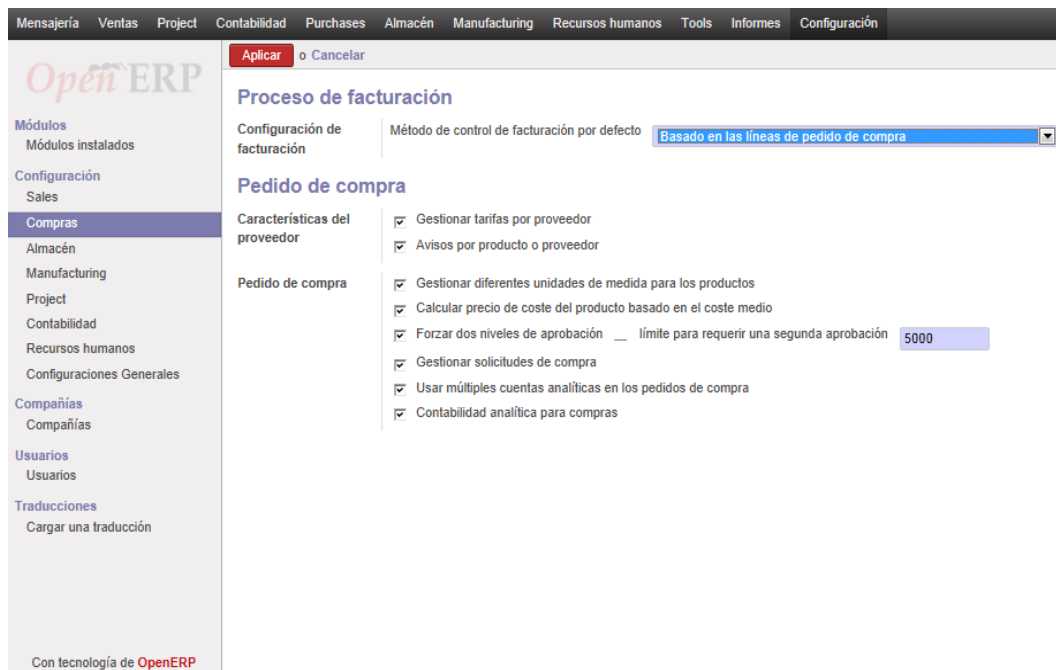 Mensajería Ventas Project Contabilidad Purchases Almacén Manufacturing Recursos humanos Tools Informes Configuración
Open ERP
Módulos
Módulos instalados
Configuración
Sales
Compras
Almacén
Manufacturing
Project
Contabilidad
Recursos humanos
Configuraciones Generales
Compañías
Compañías
Usuarios
Usuarios
Traducciones
Cargar una traducción
Con tecnología de OpenERP
Aplicar o Cancelar
Proceso de facturación
Configuración de facturación
Método de control de facturación por defecto Basado en las líneas de pedido de compra
Pedido de compra
Características del proveedor
Gestionar tarifas por proveedor
Avisos por producto o proveedor
Pedido de compra
Gestionar diferentes unidades de medida para los productos
Calcular precio de coste del producto basado en el coste medio
Forzar dos niveles de aprobación __ límite para requerir una segunda aprobación 5000
Gestionar solicitudes de compra
Usar múltiples cuentas analíticas en los pedidos de compra
Contabilidad analítica para compras